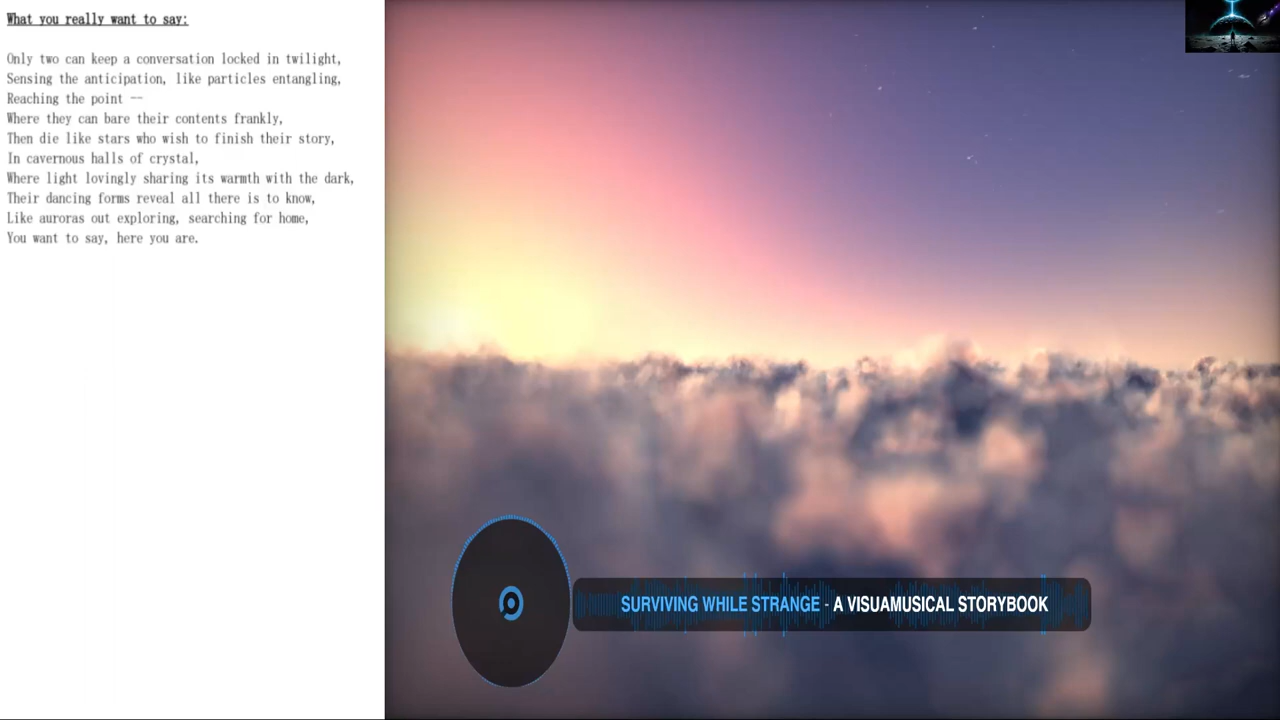 What you really want to say:
Only two can keep a conversation locked in twilight,
Sensing the anticipation, like particles entangling,
Reaching the point —
Where they can bare their contents frankly,
Then die like stars who wish to finish their story,
In cavernous halls of crystal,
Where light lovingly sharing its warmth with the dark,
Their dancing forms reveal all there is to know,
Like auroras out exploring, searching for home,
You want to say, here you are.
SURVIVING WHILE STRANGE - A VISUAMUSICAL STORYBOOK